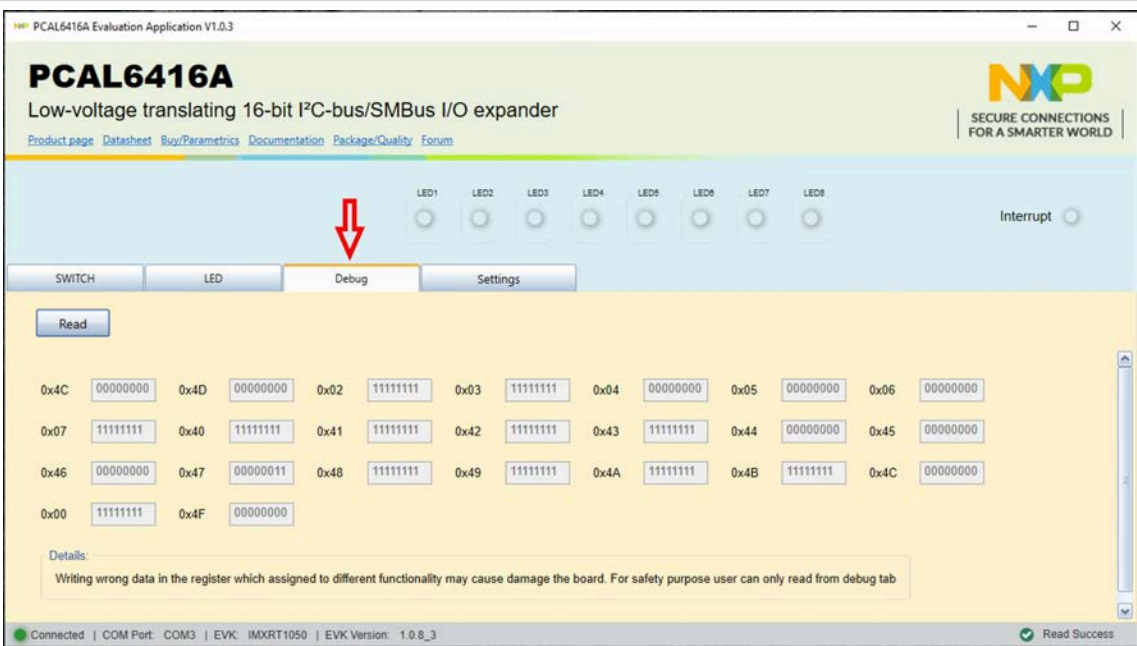 NXP PCAL6416A Evaluation Application V1.0.3
PCAL6416A
Low-voltage translating 16-bit I²C-bus/SMBus I/O expander
Product page Datasheet Buy/Parametrics Documentation Package/Quality Forum
NXP
SECURE CONNECTIONS
FOR A SMARTER WORLD
LED1 LED2 LED3 LED4 LED5 LED6 LED7 LED8
Interrupt
SWITCH LED Debug Settings
Read
0x4C 00000000 0x4D 00000000 0x02 11111111 0x03 11111111 0x04 00000000 0x05 00000000 0x06 00000000
0x07 11111111 0x40 11111111 0x41 11111111 0x42 11111111 0x43 11111111 0x44 00000000 0x45 00000000
0x46 00000000 0x47 00000011 0x48 11111111 0x49 11111111 0x4A 11111111 0x4B 11111111 0x4C 00000000
0x00 11111111 0x4F 00000000
Details:
Writing wrong data in the register which assigned to different functionality may cause damage the board. For safety purpose user can only read from debug tab
Connected | COM Port: COM3 | EVK: IMXRT1050 | EVK Version: 1.0.8_3
Read Success